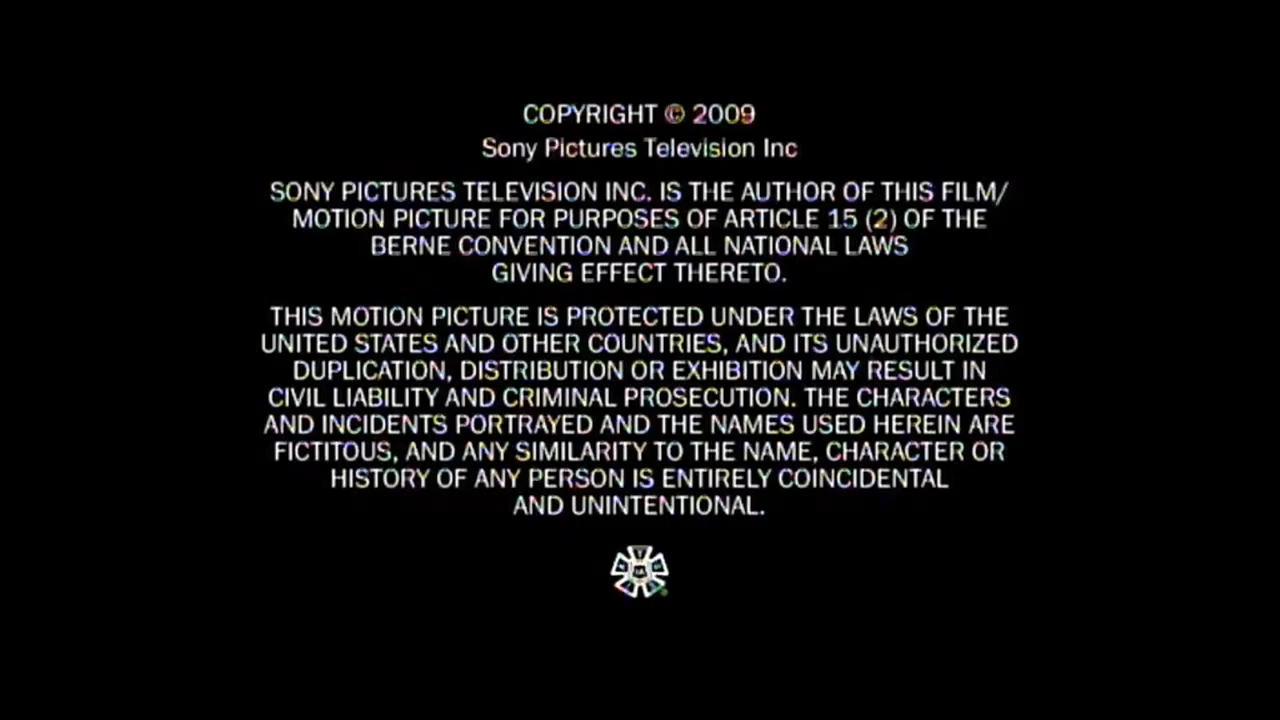 COPYRIGHT © 2009
Sony Pictures Television Inc
SONY PICTURES TELEVISION INC. IS THE AUTHOR OF THIS FILM/
MOTION PICTURE FOR PURPOSES OF ARTICLE 15 (2) OF THE
BERNE CONVENTION AND ALL NATIONAL LAWS
GIVING EFFECT THERETO.
THIS MOTION PICTURE IS PROTECTED UNDER THE LAWS OF THE
UNITED STATES AND OTHER COUNTRIES, AND ITS UNAUTHORIZED
DUPLICATION, DISTRIBUTION OR EXHIBITION MAY RESULT IN
CIVIL LIABILITY AND CRIMINAL PROSECUTION. THE CHARACTERS
AND INCIDENTS PORTRAYED AND THE NAMES USED HEREIN ARE
FICTITOUS, AND ANY SIMILARITY TO THE NAME, CHARACTER OR
HISTORY OF ANY PERSON IS ENTIRELY COINCIDENTAL
AND UNINTENTIONAL.